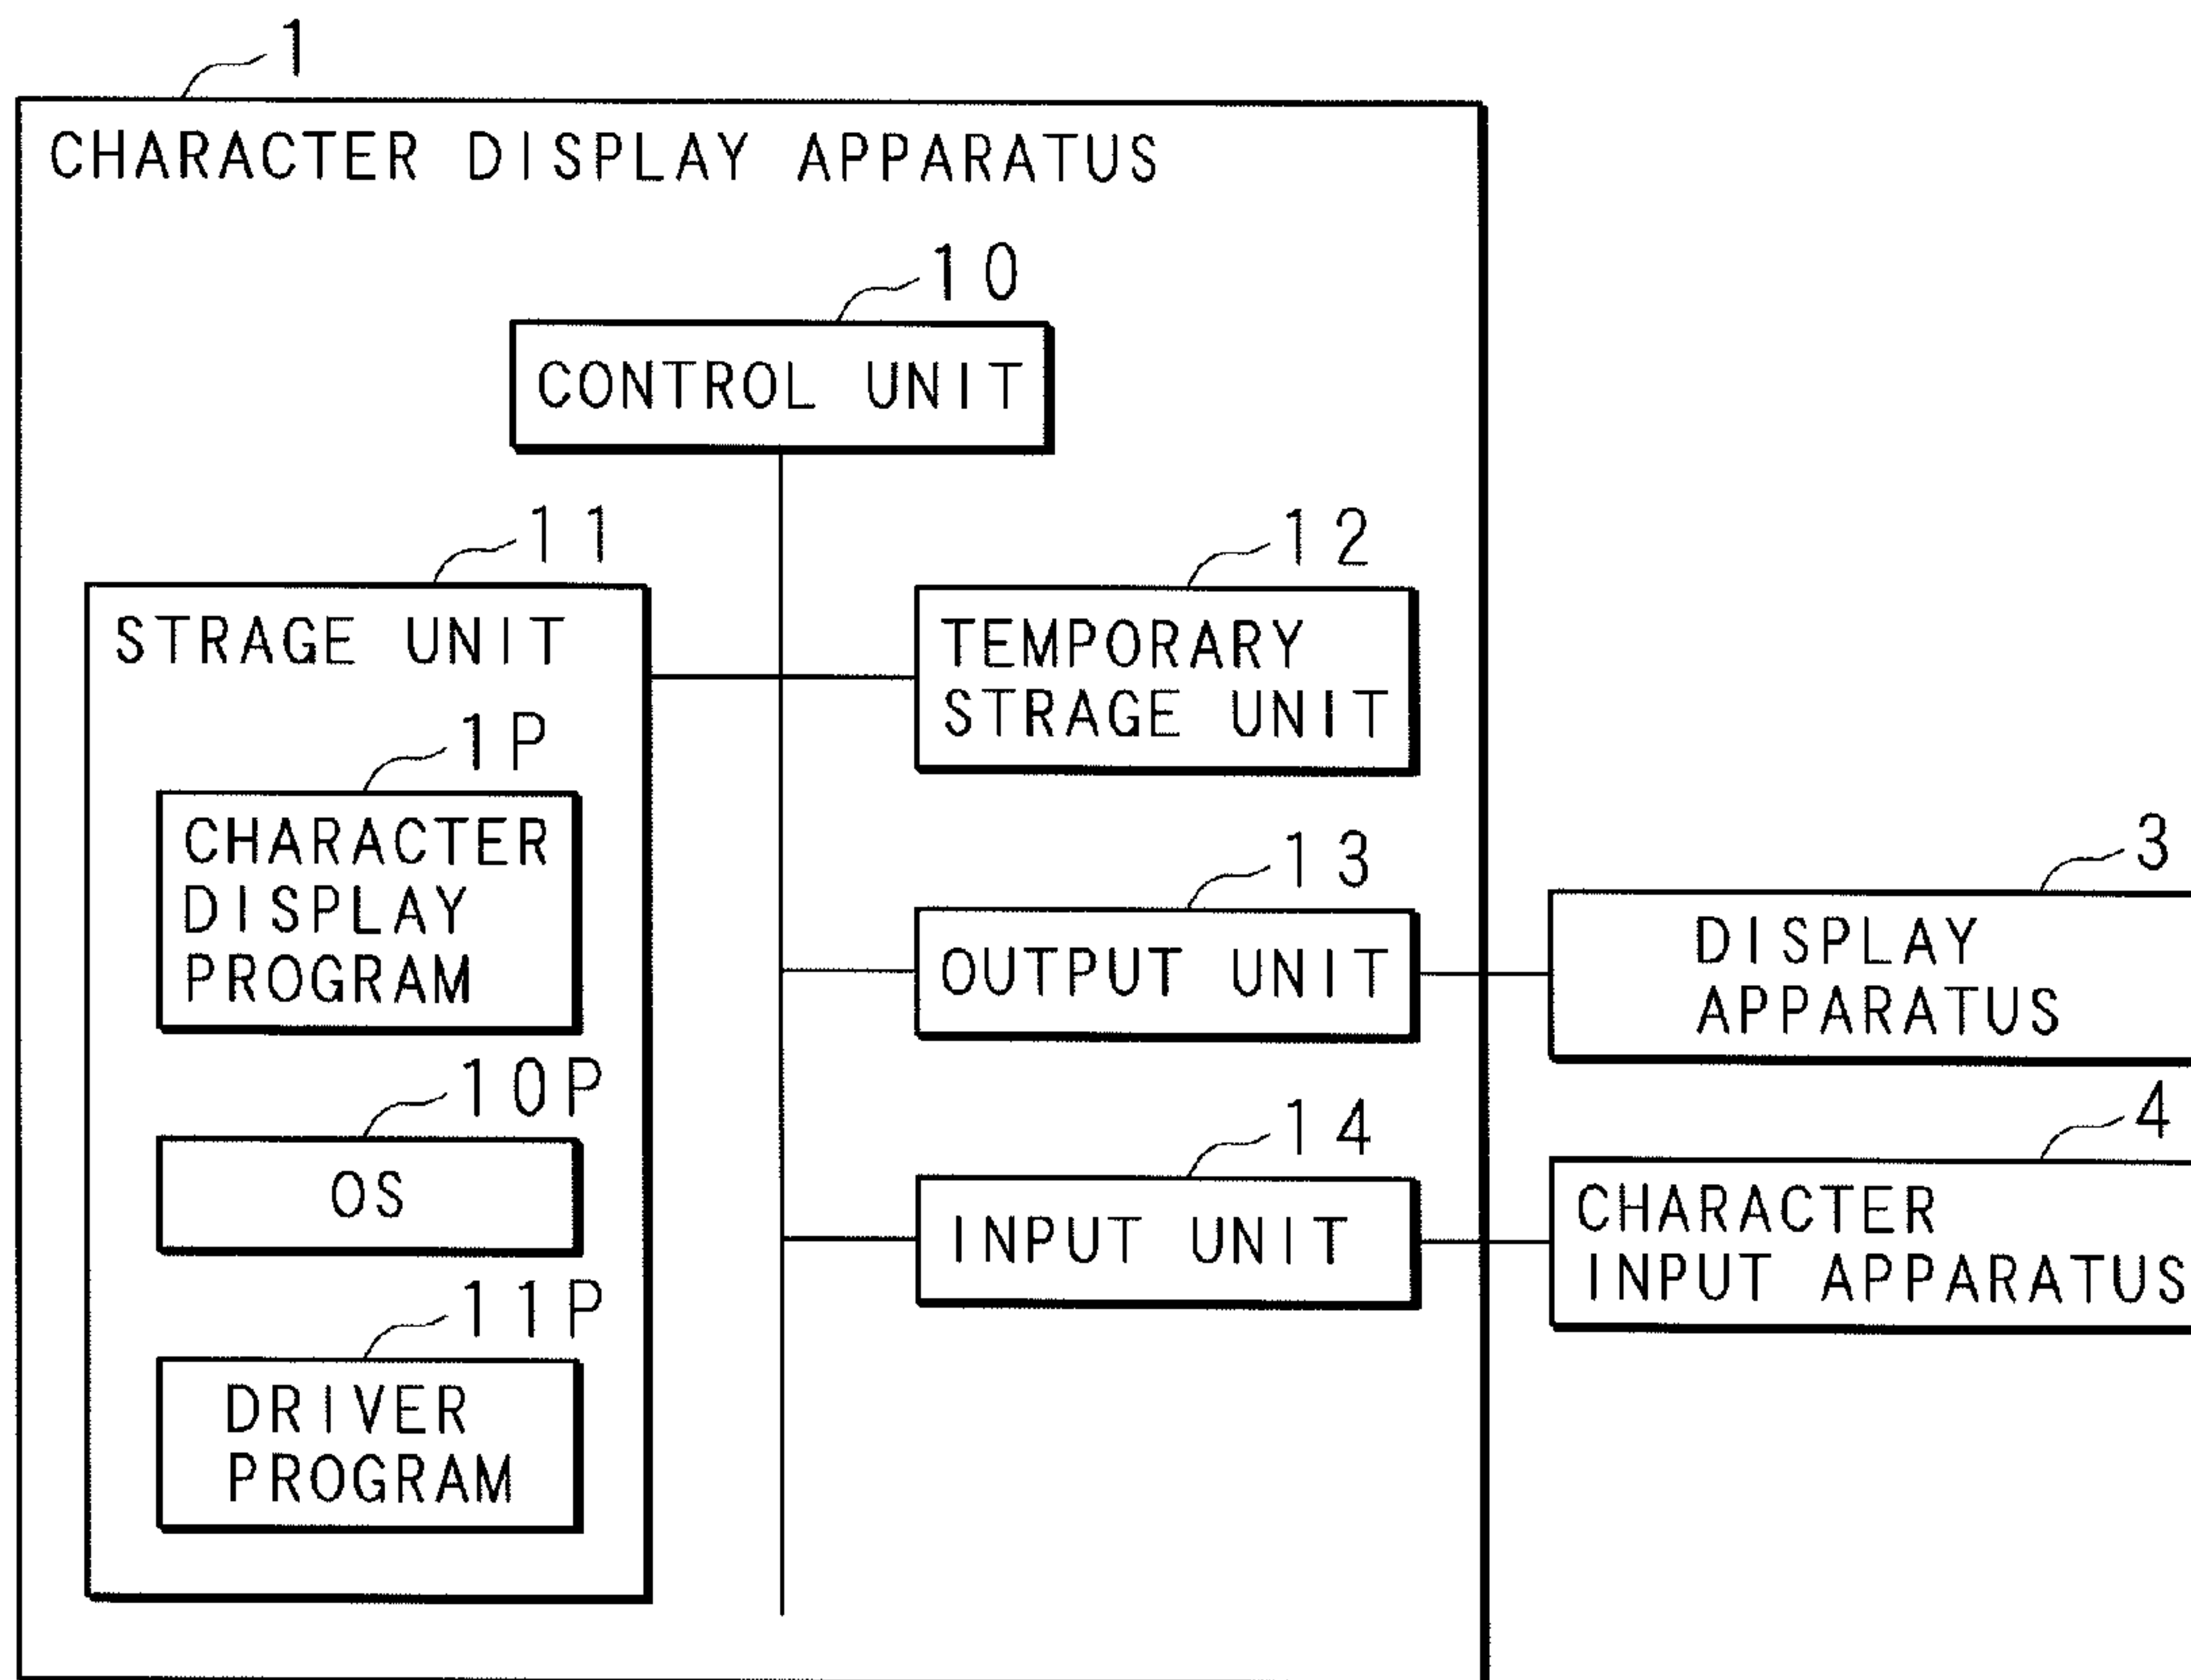 1
CHARACTER DISPLAY APPARATUS
10
CONTROL UNIT
11
STRAGE UNIT
1P
CHARACTER
DISPLAY
PROGRAM
10P
OS
11P
DRIVER
PROGRAM
12
TEMPORARY
STRAGE UNIT
13
OUTPUT UNIT
14
INPUT UNIT
3
DISPLAY
APPARATUS
4
CHARACTER
INPUT APPARATUS